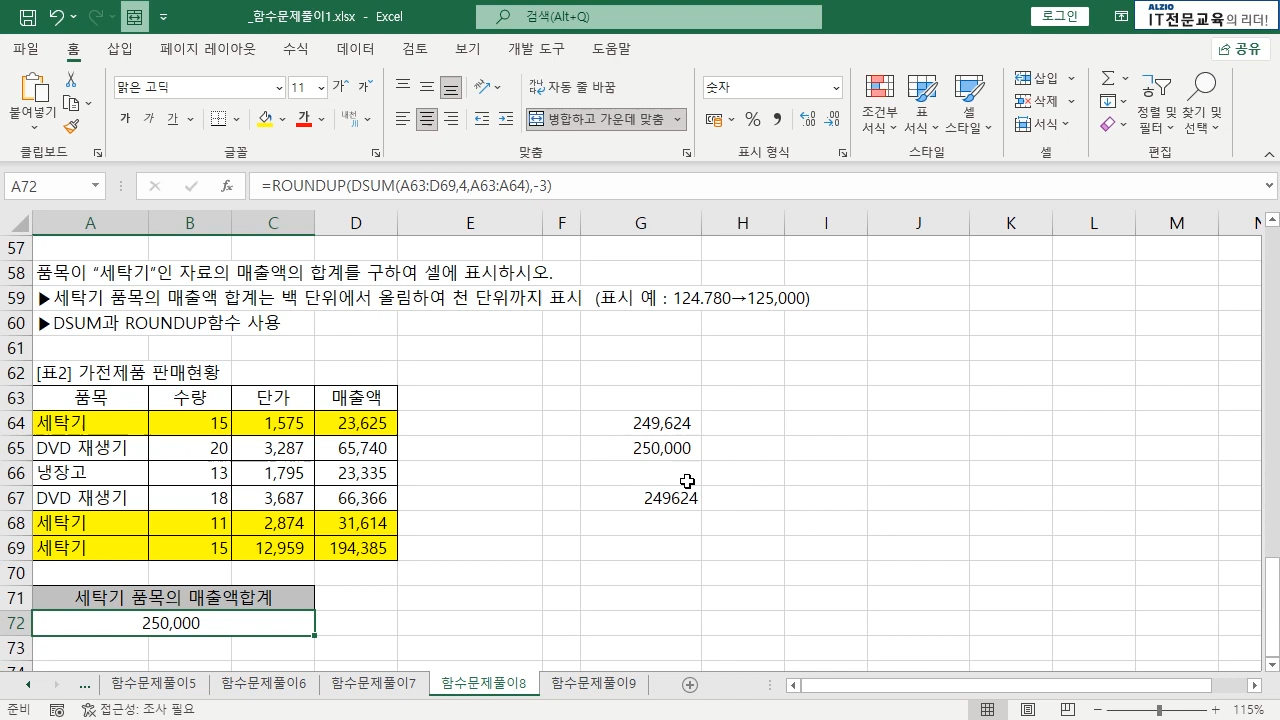 _함수문제풀이1.xlsx - Excel
검색(Alt+Q)
로그인
ALZIO
IT전문교육의 리더!
파일 홈 삽입 페이지 레이아웃 수식 데이터 검토 보기 개발 도구 도움말
공유
붙여넣기
클립보드
맑은 고딕 11
가 가 가 가 가
글꼴
자동 줄 바꿈
병합하고 가운데 맞춤
맞춤
숫자
표시 형식
조건부 서식
표 서식
셀 스타일
스타일
삽입
삭제
서식
셀
정렬 및 필터
찾기 및 선택
편집
A72
fx
=ROUNDUP(DSUM(A63:D69,4,A63:A64),-3)
A B C D E F G H I J K L M N
57
58 품목이 “세탁기”인 자료의 매출액의 합계를 구하여 셀에 표시하시오.
59 ▶세탁기 품목의 매출액 합계는 백 단위에서 올림하여 천 단위까지 표시 (표시 예 : 124.780→125,000)
60 ▶DSUM과 ROUNDUP함수 사용
61
62 [표2] 가전제품 판매현황
63 품목 수량 단가 매출액
64 세탁기 15 1,575 23,625 249,624
65 DVD 재생기 20 3,287 65,740 250,000
66 냉장고 13 1,795 23,335
67 DVD 재생기 18 3,687 66,366 249624
68 세탁기 11 2,874 31,614
69 세탁기 15 12,959 194,385
70
71 세탁기 품목의 매출액합계
72 250,000
73
74
... 함수문제풀이5 함수문제풀이6 함수문제풀이7 함수문제풀이8 함수문제풀이9
준비 접근성: 조사 필요 115%